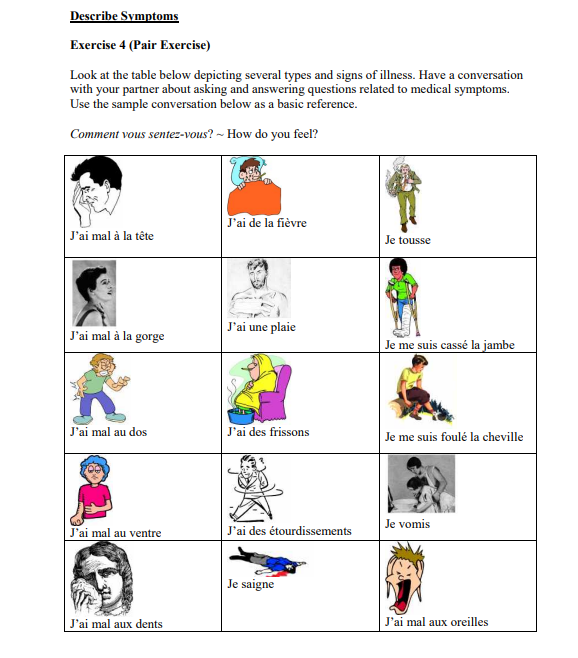 Describe Symptoms
Exercise 4 (Pair Exercise)
Look at the table below depicting several types and signs of illness. Have a conversation
with your partner about asking and answering questions related to medical symptoms.
Use the sample conversation below as a basic reference.
Comment vous sentez-vous? ~ How do you feel?
J'ai mal à la tête
J'ai de la fièvre
Je tousse
J'ai mal à la gorge
J'ai une plaie
Je me suis cassé la jambe
J'ai mal au dos
J'ai des frissons
Je me suis foulé la cheville
J'ai mal au ventre
J'ai des étourdissements
Je vomis
J'ai mal aux dents
Je saigne
J'ai mal aux oreilles